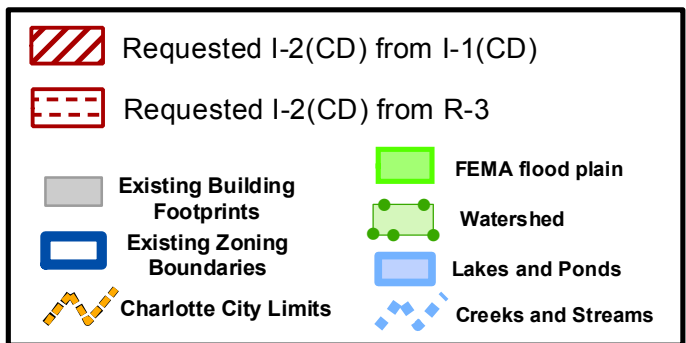 Requested I-2(CD) from I-1(CD)
Requested I-2(CD) from R-3
Existing Building
Footprints
Existing Zoning
Boundaries
Charlotte City Limits
FEMA flood plain
Watershed
Lakes and Ponds
Creeks and Streams